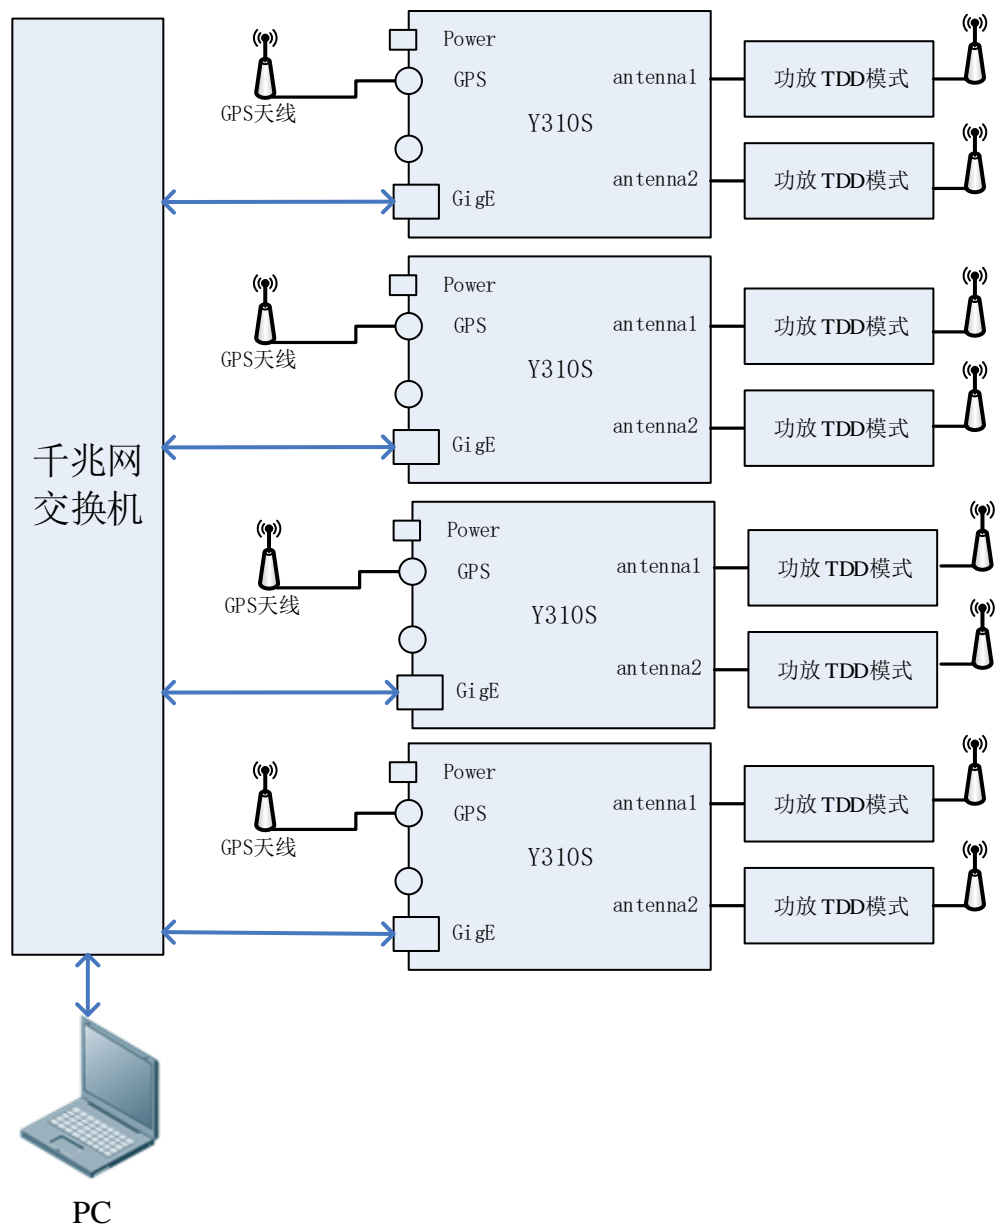 Power
GPS
antenna1
功放 TDD模式
GPS天线
Y310S
antenna2
功放 TDD模式
GigE
Power
GPS
antenna1
功放 TDD模式
GPS天线
Y310S
antenna2
功放 TDD模式
GigE
千兆网
交换机
Power
GPS
antenna1
功放 TDD模式
GPS天线
Y310S
antenna2
功放 TDD模式
GigE
Power
GPS
antenna1
功放 TDD模式
GPS天线
Y310S
antenna2
功放 TDD模式
GigE
PC